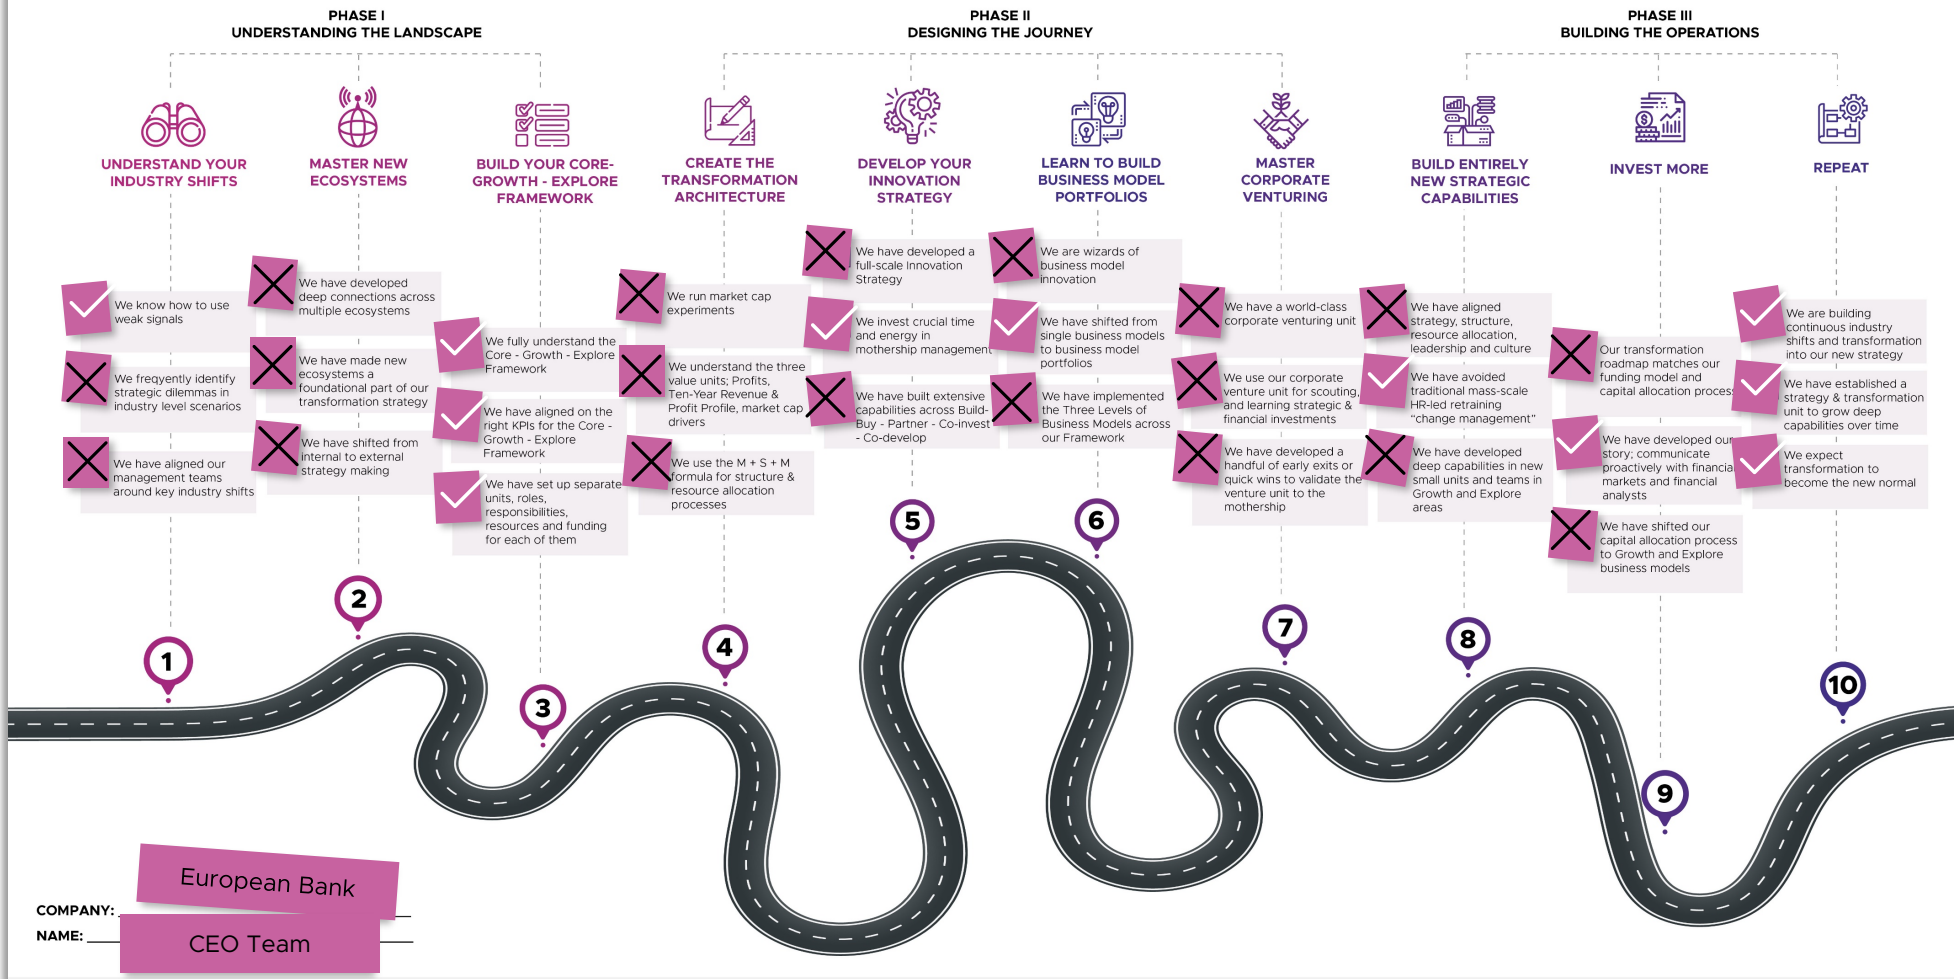 PHASE I
UNDERSTANDING THE LANDSCAPE
PHASE II
DESIGNING THE JOURNEY
PHASE III
BUILDING THE OPERATIONS
UNDERSTAND YOUR
INDUSTRY SHIFTS
MASTER NEW
ECOSYSTEMS
BUILD YOUR CORE-
GROWTH - EXPLORE
FRAMEWORK
CREATE THE
TRANSFORMATION
ARCHITECTURE
DEVELOP YOUR
INNOVATION
STRATEGY
LEARN TO BUILD
BUSINESS MODEL
PORTFOLIOS
MASTER
CORPORATE
VENTURING
BUILD ENTIRELY
NEW STRATEGIC
CAPABILITIES
INVEST MORE
REPEAT
We know how to use
weak signals
We freqyently identify
strategic dilemmas in
industry level scenarios
We have aligned our
management teams
around key industry shifts
We have developed
deep connections across
multiple ecosystems
We have made new
ecosystems a
foundational part of our
transformation strategy
We have shifted from
internal to external
strategy making
We fully understand the
Core - Growth - Explore
Framework
We have aligned on the
right KPIs for the Core -
Growth - Explore
Framework
We have set up separate
units, roles,
responsibilities,
resources and funding
for each of them
We run market cap
experiments
We understand the three
value units; Profits,
Ten-Year Revenue &
Profit Profile, market cap
drivers
We use the M + S + M
formula for structure &
resource allocation
processes
We have developed a
full-scale Innovation
Strategy
We invest crucial time
and energy in
mothership management
We have built extensive
capabilities across Build-
Buy - Partner - Co-invest
- Co-develop
We are wizards of
business model
innovation
We have shifted from
single business models
to business model
portfolios
We have implemented
the Three Levels of
Business Models across
our Framework
We have a world-class
corporate venturing unit
We use our corporate
venture unit for scouting,
and learning strategic &
financial investments
We have developed a
handful of early exits or
quick wins to validate the
venture unit to the
mothership
We have aligned
strategy, structure,
resource allocation,
leadership and culture
We have avoided
traditional mass-scale
HR-led retraining
"change management"
We have developed
deep capabilities in new
small units and teams in
Growth and Explore
areas
Our transformation
roadmap matches our
funding model and
capital allocation process
We have developed our
story; communicate
proactively with financial
markets and financial
analysts
We have shifted our
capital allocation process
to Growth and Explore
business models
We are building
continuous industry
shifts and transformation
into our new strategy
We have established a
strategy & transformation
unit to grow deep
capabilities over time
We expect
transformation to
become the new normal
1
2
3
4
5
6
7
8
9
10
COMPANY: European Bank
NAME: CEO Team